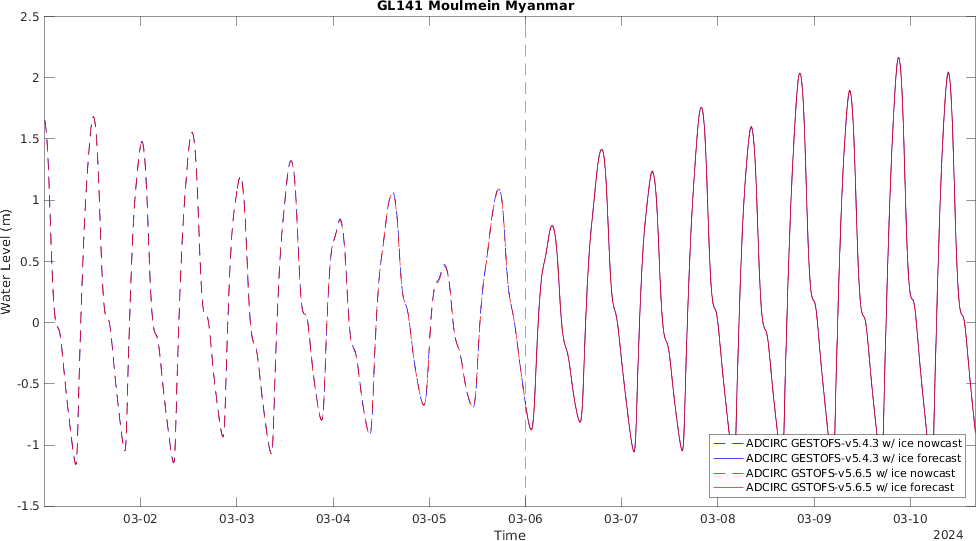 GL141 Moulmein Myanmar
2.5
2
1.5
1
0.5
0
-0.5
-1
-1.5
Water Level (m)
ADCIRC GESTOFS-v5.4.3 w/ ice nowcast
ADCIRC GESTOFS-v5.4.3 w/ ice forecast
ADCIRC GSTOFS-v5.6.5 w/ ice nowcast
ADCIRC GSTOFS-v5.6.5 w/ ice forecast
03-02 03-03 03-04 03-05 03-06 03-07 03-08 03-09 03-10
Time
2024